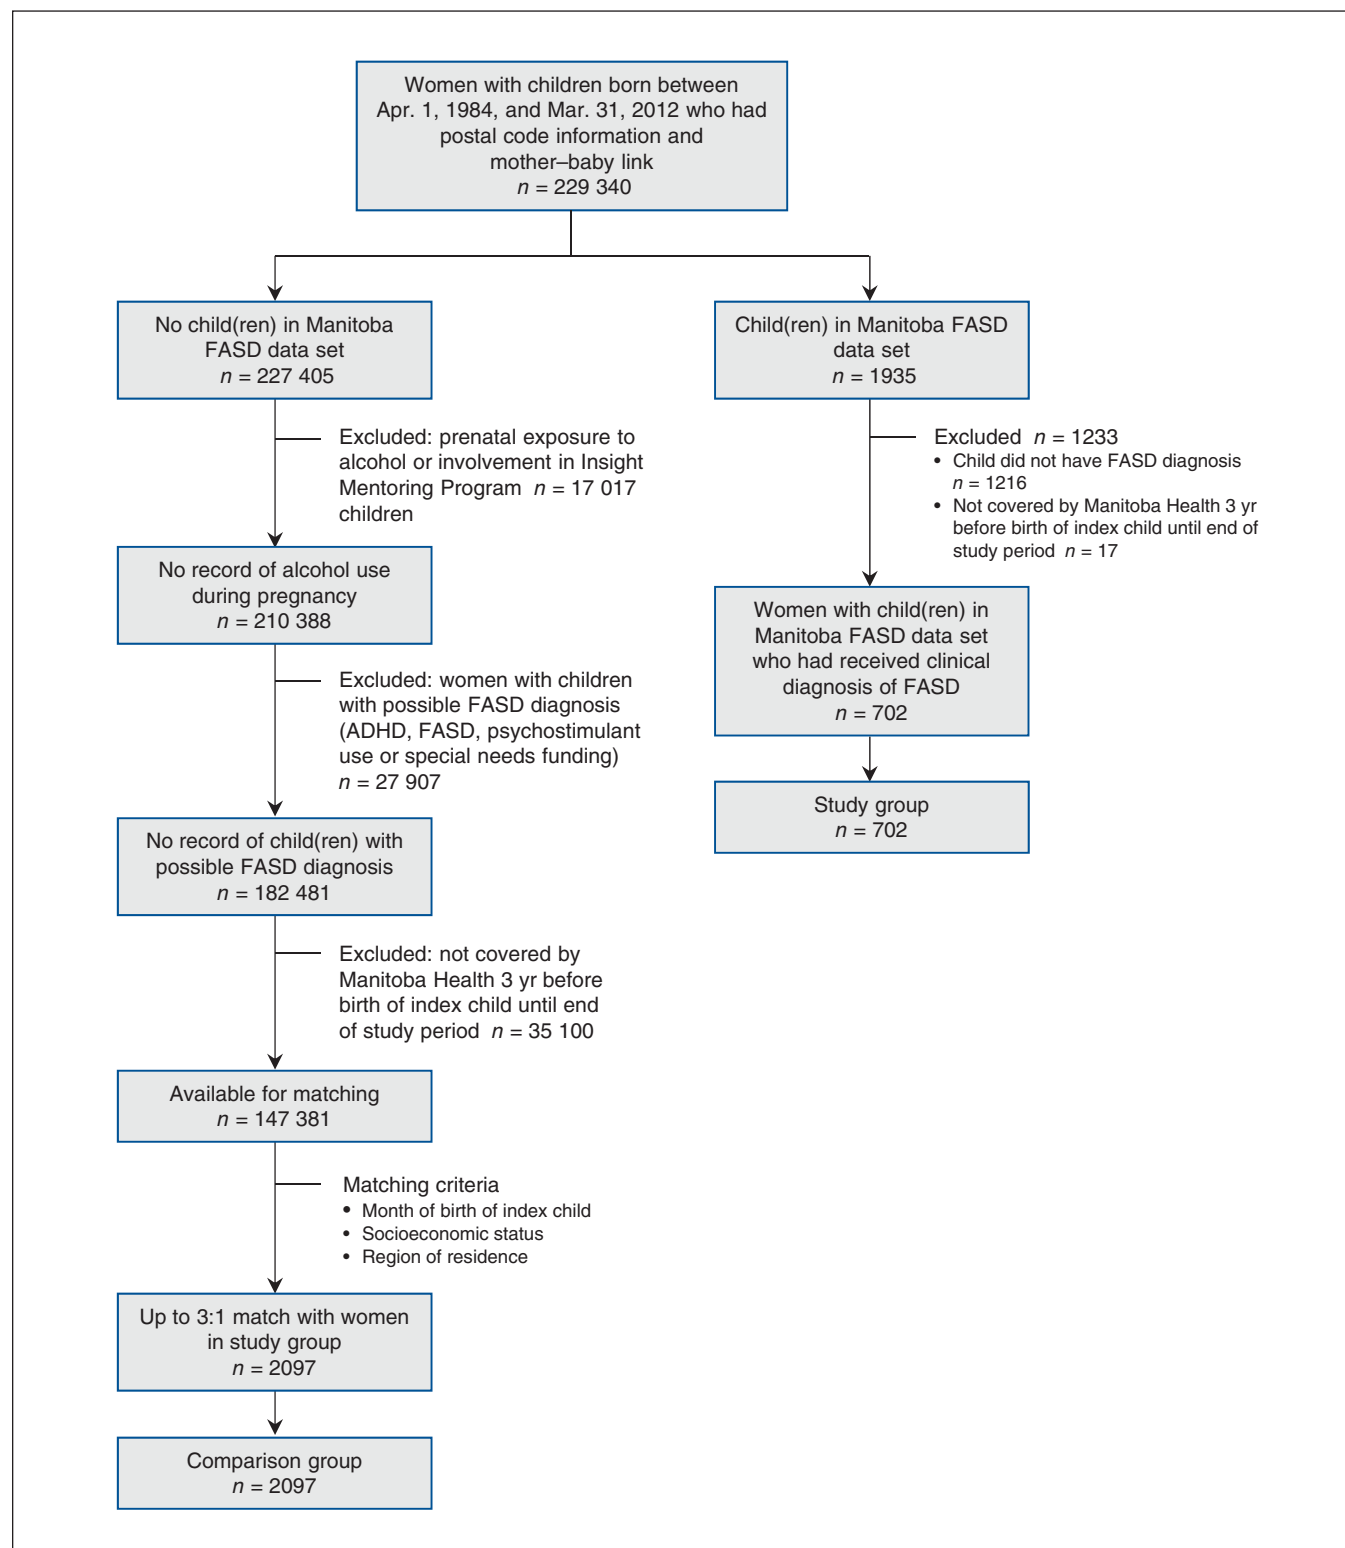 Women with children born between
Apr. 1, 1984, and Mar. 31, 2012 who had
postal code information and
mother–baby link
n = 229 340
No child(ren) in Manitoba
FASD data set
n = 227 405
Child(ren) in Manitoba FASD
data set
n = 1935
Excluded: prenatal exposure to
alcohol or involvement in Insight
Mentoring Program n = 17 017
children
Excluded n = 1233
• Child did not have FASD diagnosis
n = 1216
• Not covered by Manitoba Health 3 yr
before birth of index child until end of
study period n = 17
No record of alcohol use
during pregnancy
n = 210 388
Women with child(ren) in
Manitoba FASD data set
who had received clinical
diagnosis of FASD
n = 702
Excluded: women with children
with possible FASD diagnosis
(ADHD, FASD, psychostimulant
use or special needs funding)
n = 27 907
Study group
n = 702
No record of child(ren) with
possible FASD diagnosis
n = 182 481
Excluded: not covered by
Manitoba Health 3 yr before
birth of index child until end
of study period n = 35 100
Available for matching
n = 147 381
Matching criteria
• Month of birth of index child
• Socioeconomic status
• Region of residence
Up to 3:1 match with women
in study group
n = 2097
Comparison group
n = 2097